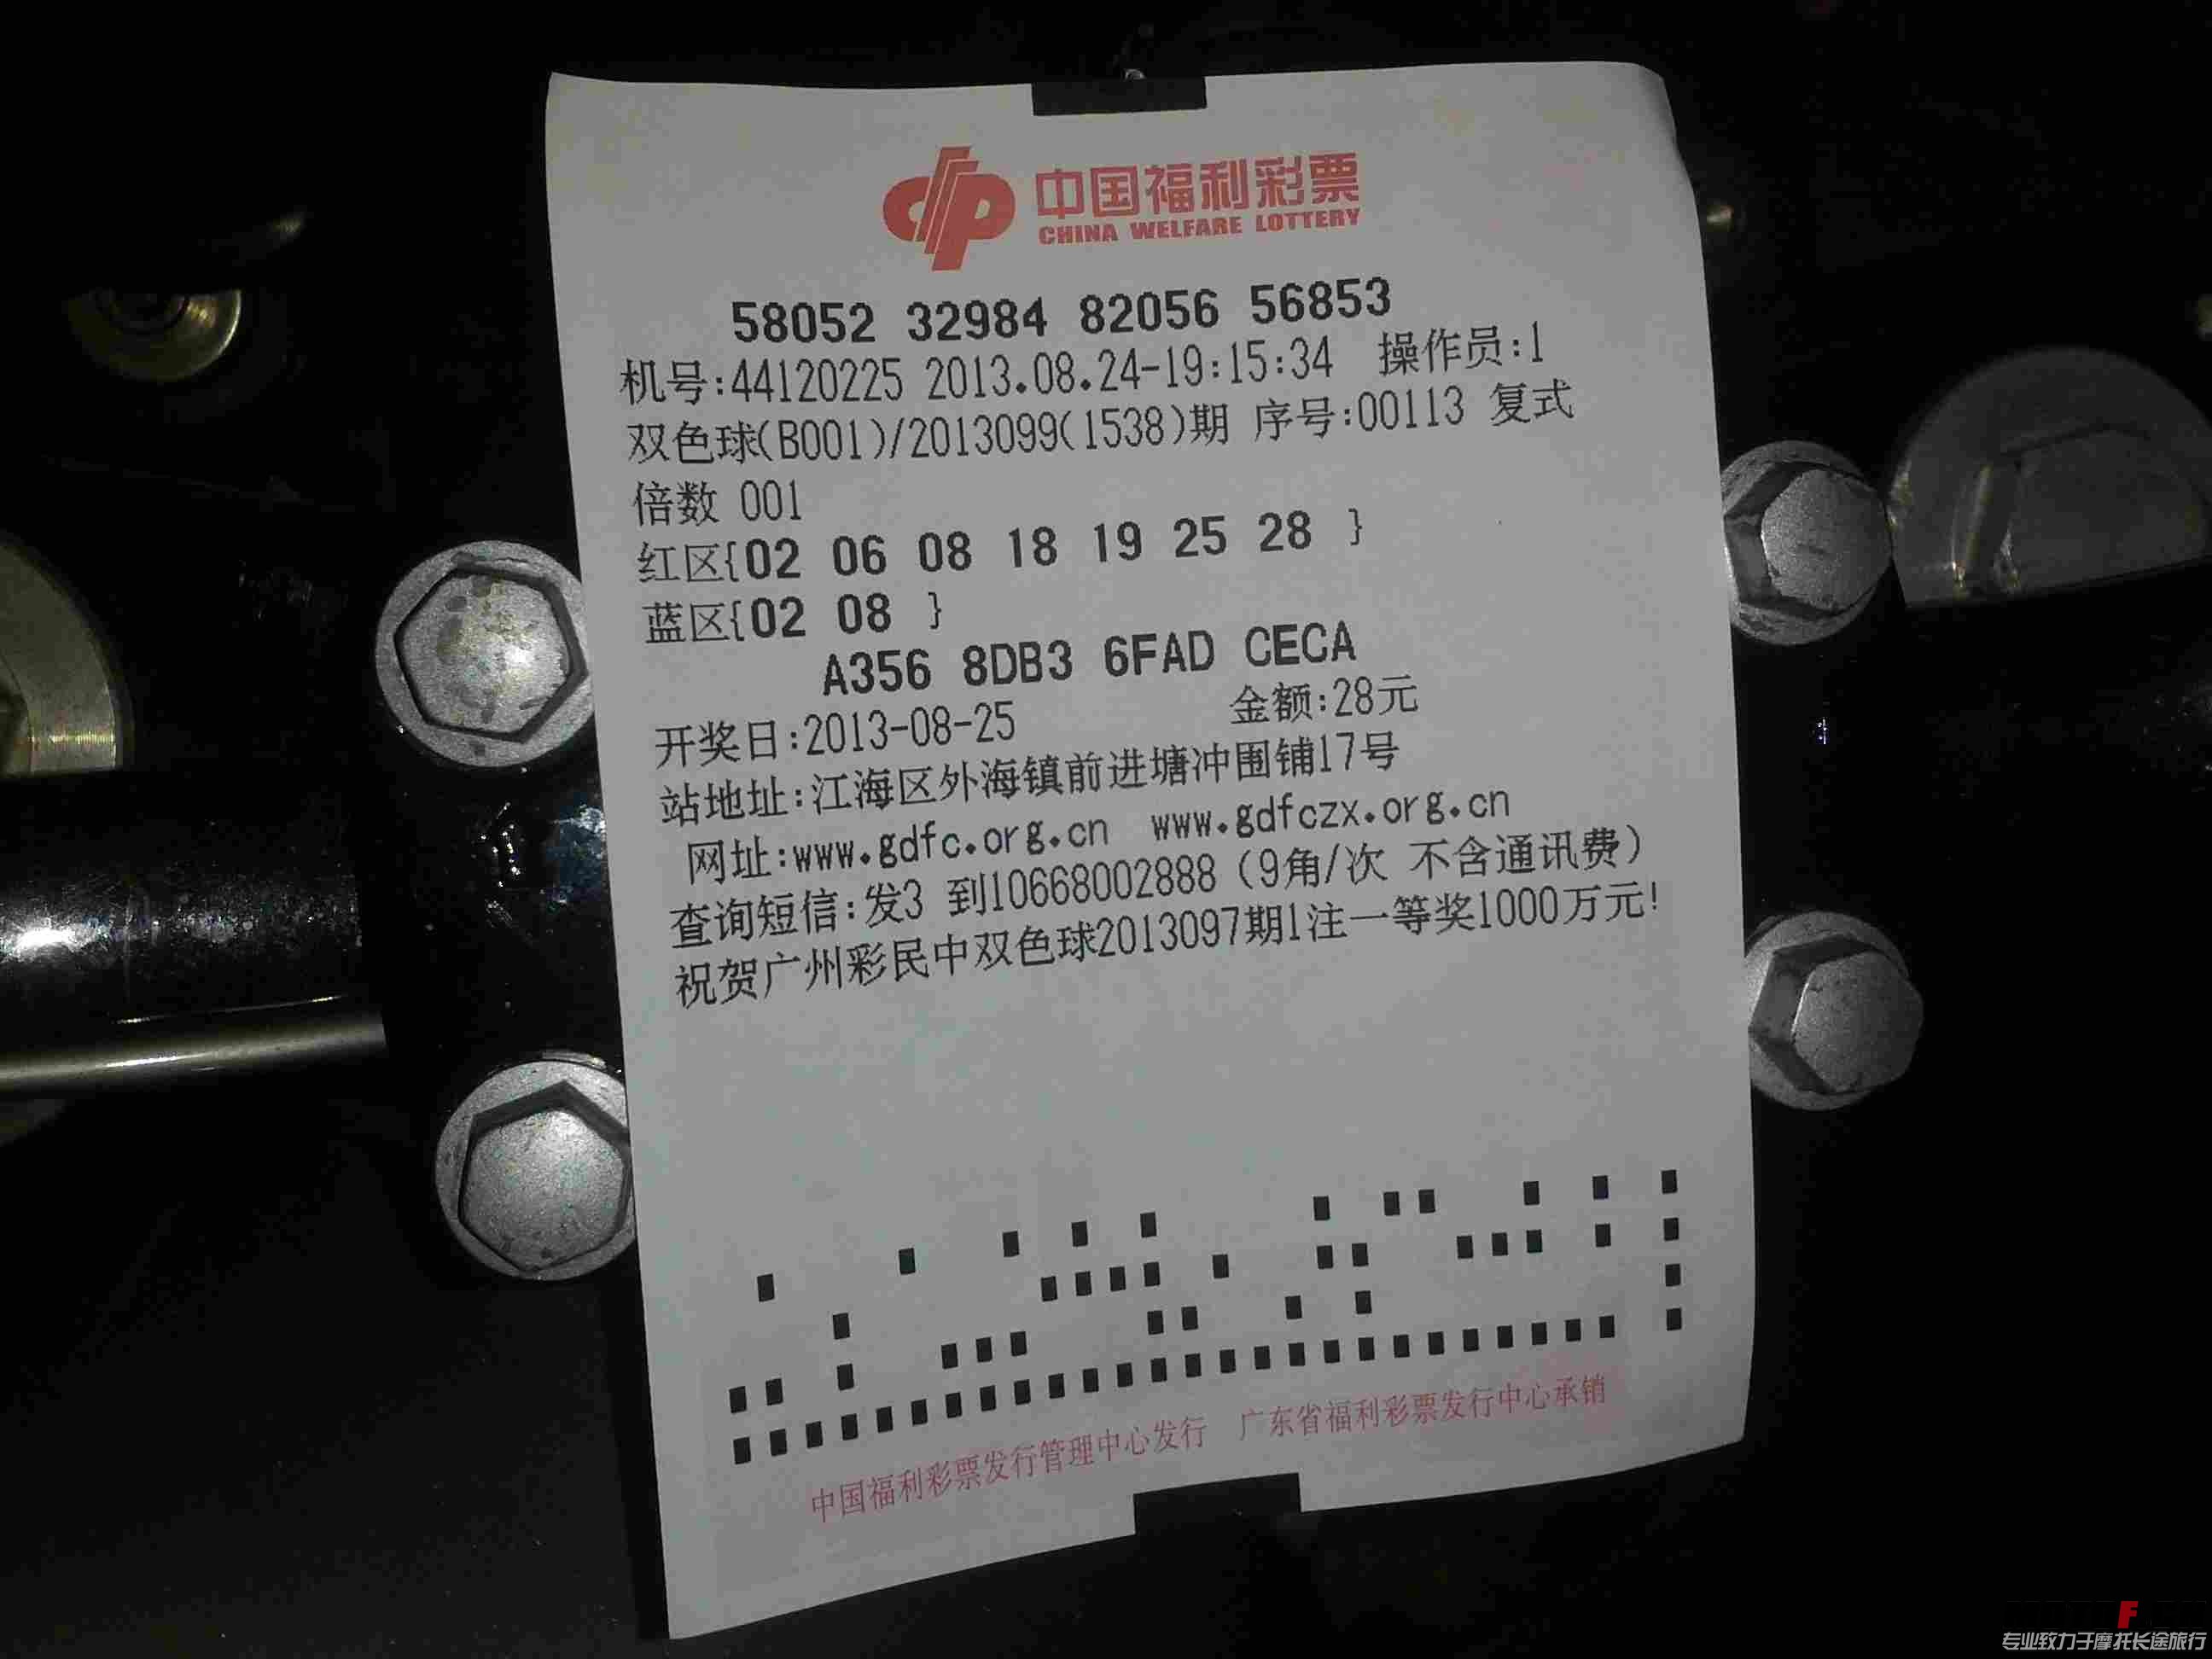 中国福利彩票
CHINA WELFARE LOTTERY
58052 32984 82056 56853
机号:44120225 2013.08.24-19:15:34 操作员:1
双色球(B001)/2013099(1538)期 序号:00113 复式
倍数 001
红区{02 06 08 18 19 25 28 }
蓝区{02 08 }
A356 8DB3 6FAD CECA
开奖日:2013-08-25 金额:28元
站地址:江海区外海镇前进塘冲围铺17号
网址:www.gdfc.org.cn www.gdfczx.org.cn
查询短信:发3 到10668002888 (9角/次 不含通讯费)
祝贺广州彩民中双色球2013097期1注一等奖1000万元!
中国福利彩票发行管理中心发行 广东省福利彩票发行中心承销
专业致力于摩托长途旅行